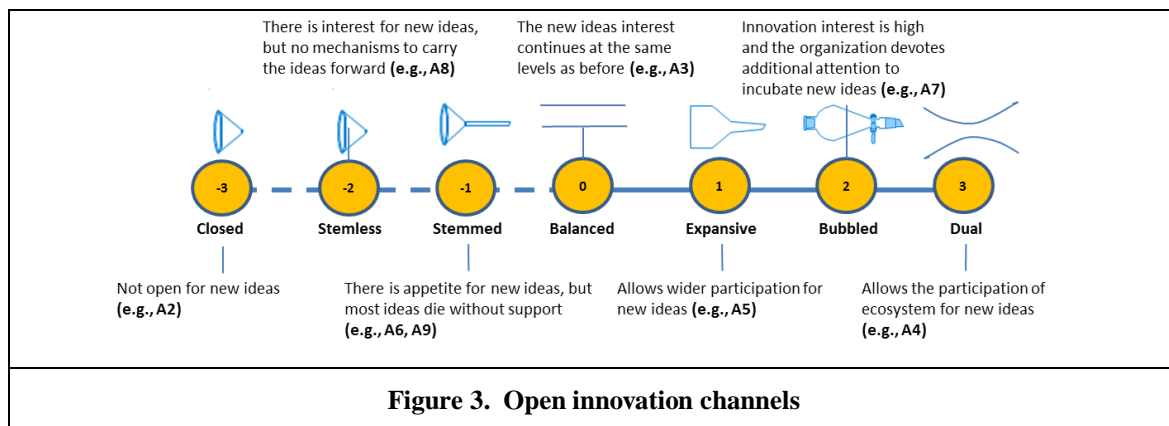 There is interest for new ideas,
but no mechanisms to carry
the ideas forward (e.g., A8)
The new ideas interest
continues at the same
levels as before (e.g., A3)
Innovation interest is high
and the organization devotes
additional attention to
incubate new ideas (e.g., A7)
-3
-2
-1
0
1
2
3
Closed
Stemless
Stemmed
Balanced
Expansive
Bubbled
Dual
Not open for new ideas
(e.g., A2)
There is appetite for new ideas, but
most ideas die without support
(e.g., A6, A9)
Allows wider participation for
new ideas (e.g., A5)
Allows the participation of
ecosystem for new ideas
(e.g., A4)
Figure 3. Open innovation channels